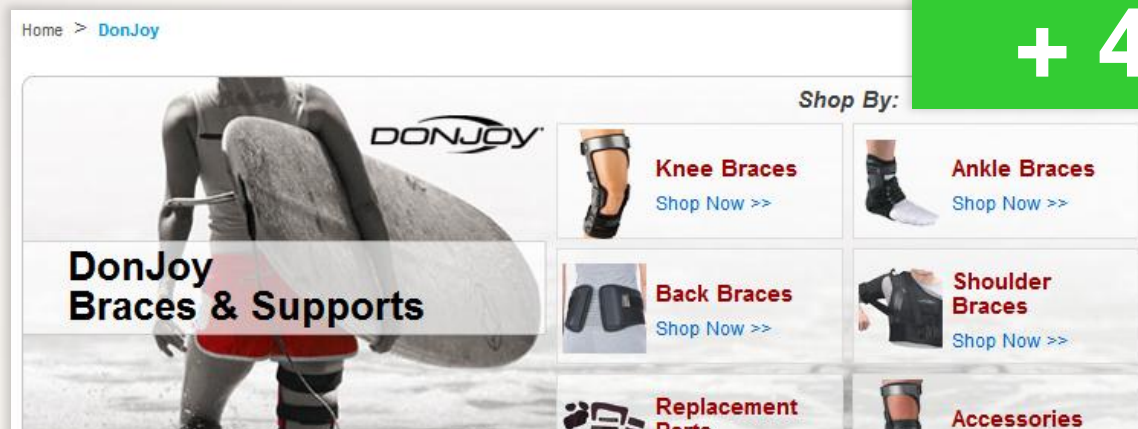 Home > DonJoy
+ 4
Shop By:
DONJOY
Knee Braces
Shop Now >>
Ankle Braces
Shop Now >>
DonJoy
Braces & Supports
Back Braces
Shop Now >>
Shoulder
Braces
Shop Now >>
Replacement
Parts
Accessories